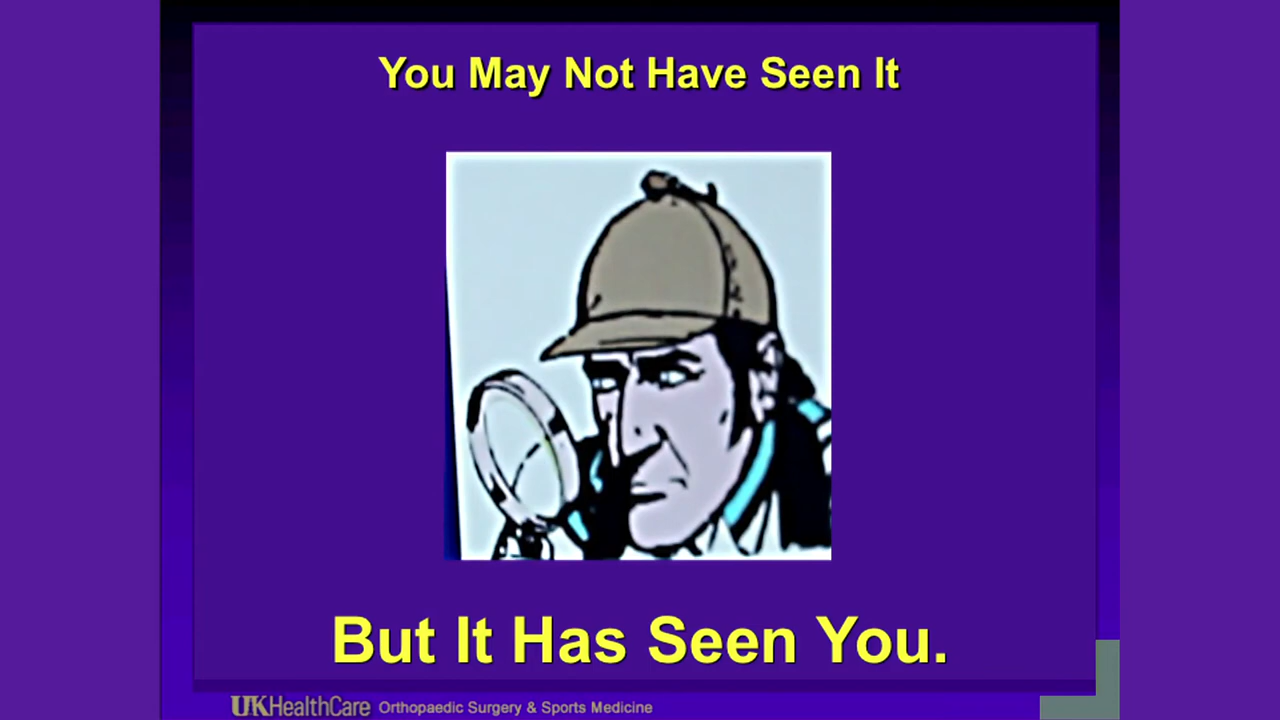 You May Not Have Seen It
But It Has Seen You.
UKHealthCare Orthopaedic Surgery & Sports Medicine